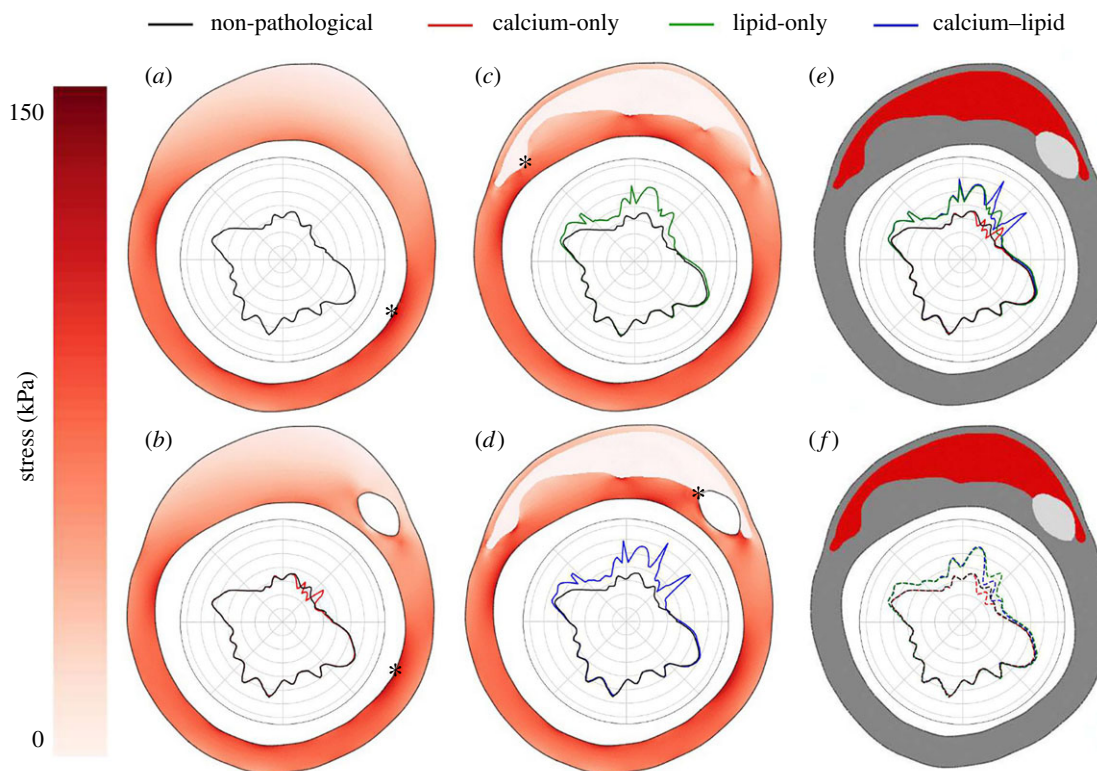 non-pathological calcium-only lipid-only calcium–lipid
(a) (c) (e)
150
*
*
stress (kPa)
(b) (d) (f)
*
*
0